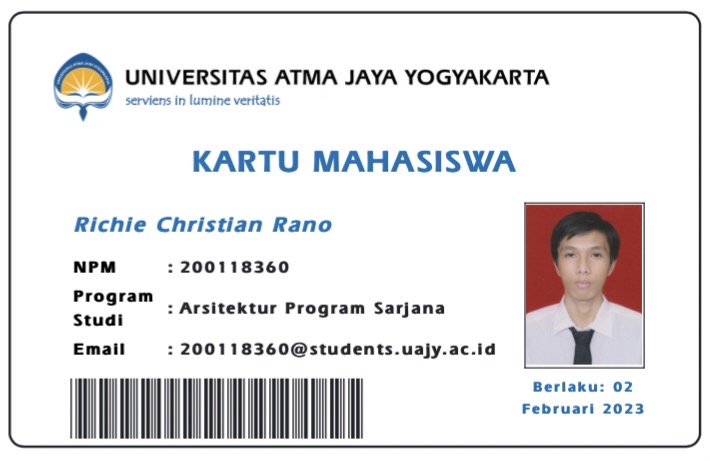 UNIVERSITAS ATMA JAYA YOGYAKARTA
serviens in lumine veritatis
KARTU MAHASISWA
Richie Christian Rano
NPM : 200118360
Program Studi : Arsitektur Program Sarjana
Email : 200118360@students.uajy.ac.id
Berlaku: 02
Februari 2023